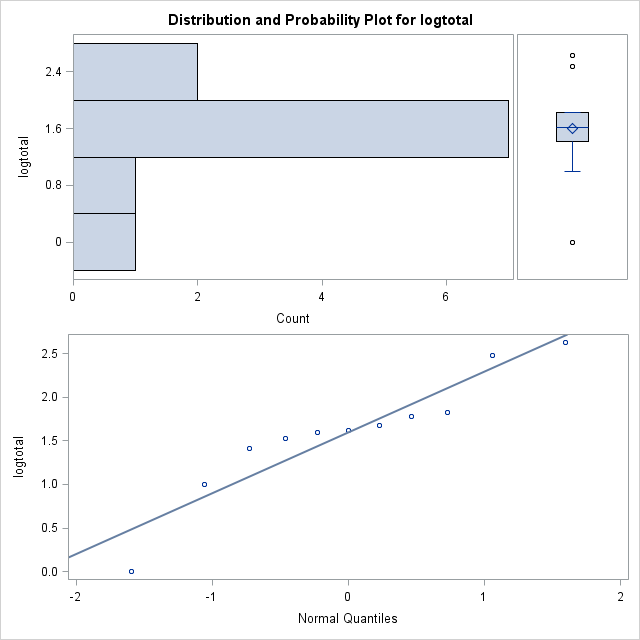 Distribution and Probability Plot for logtotal
2.4
1.6
0.8
0
logtotal
0 2 4 6
Count
2.5
2.0
1.5
1.0
0.5
0.0
logtotal
-2 -1 0 1 2
Normal Quantiles